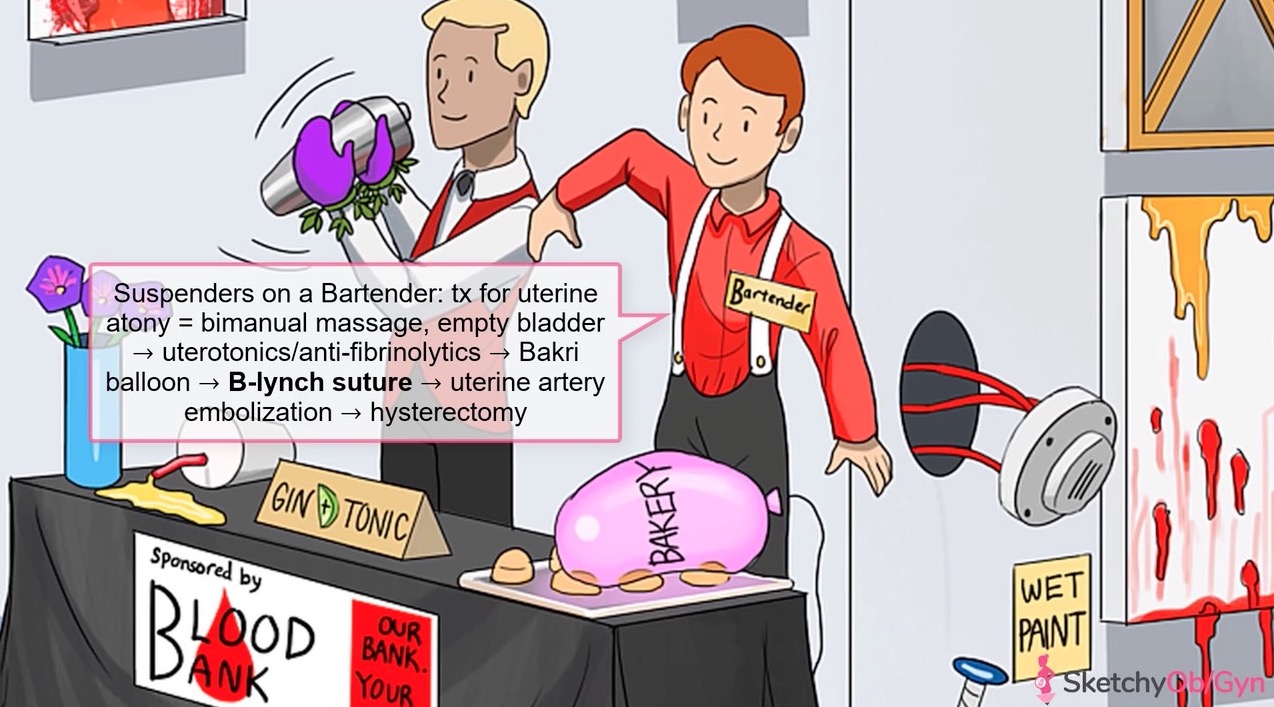 Bartender
Suspenders on a Bartender: tx for uterine
atony = bimanual massage, empty bladder
→ uterotonics/anti-fibrinolytics → Bakri
balloon → B-lynch suture → uterine artery
embolization → hysterectomy
GIN + TONIC
BAKERY
Sponsored by
BLOOD
BANK
OUR
BANK.
YOUR
WET
PAINT
SketchyOb/Gyn